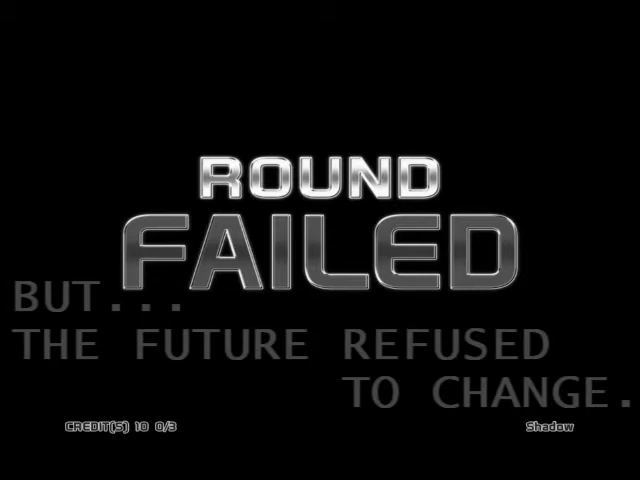 ROUND
FAILED
BUT...
THE FUTURE REFUSED
TO CHANGE.
CREDIT(S) 10 0/3
Shadow